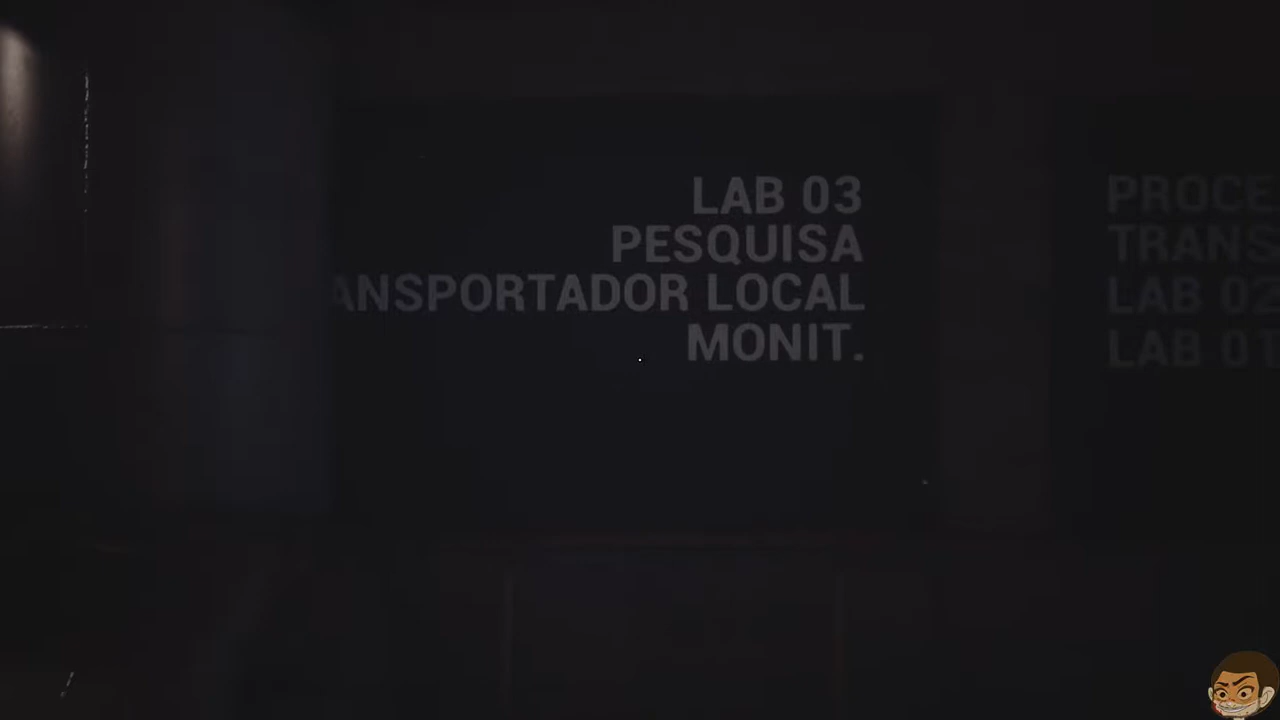 LAB 03
PESQUISA
ANSPORTADOR LOCAL
MONIT.
PROCE
TRANS
LAB 02
LAB 01